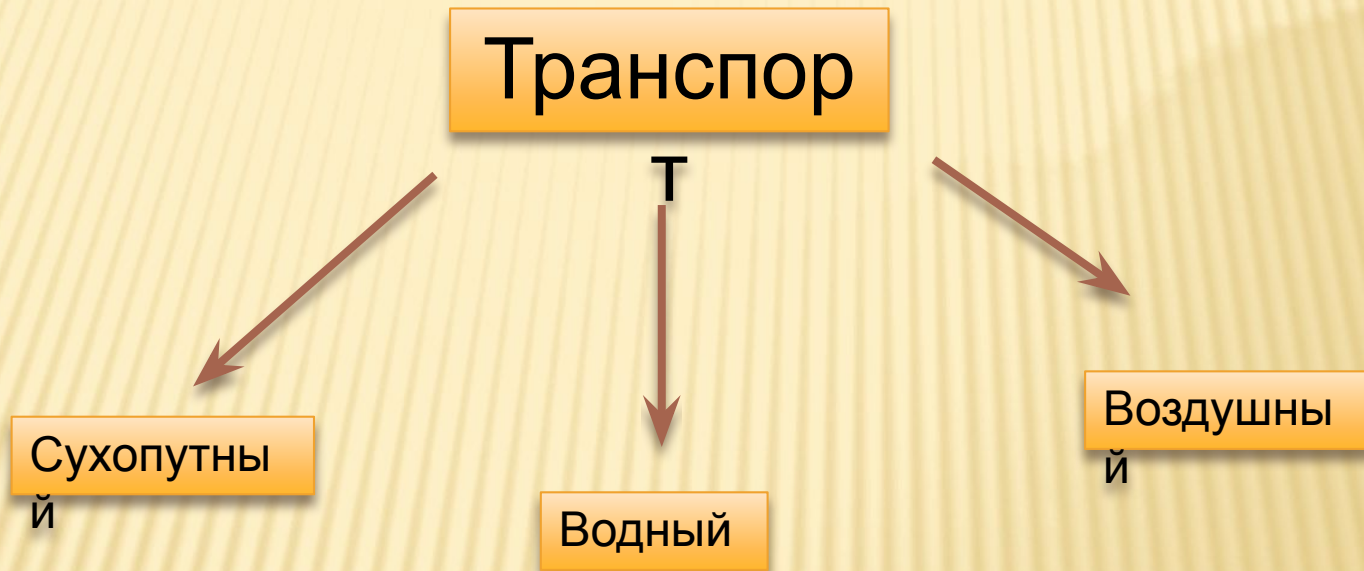 Транспор
т
Сухопутны
й
Водный
Воздушны
й